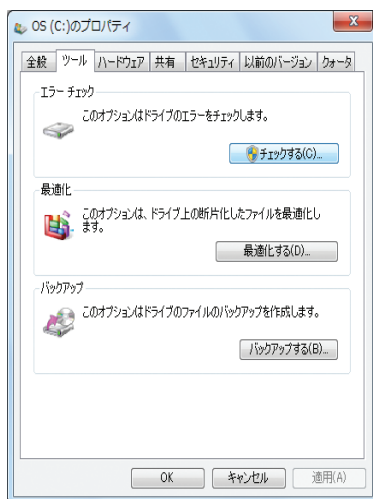 OS (C:)のプロパティ
全般 ツール ハードウェア 共有 セキュリティ 以前のバージョン クォータ
エラー チェック
このオプションはドライブのエラーをチェックします。
チェックする(C)...
最適化
このオプションは、ドライブ上の断片化したファイルを最適化し
ます。
最適化する(D)...
バックアップ
このオプションはドライブのファイルのバックアップを作成します。
バックアップする(B)...
OK キャンセル 適用(A)